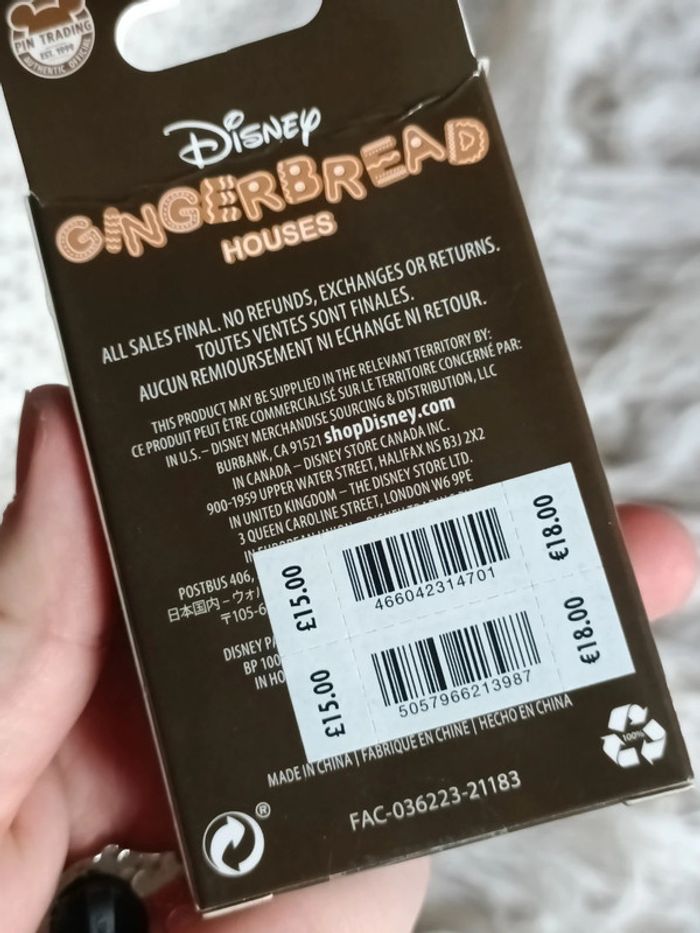 PIN TRADING
EST. 1999
AUTHENTIC OFFICIAL
Disney
GINGERBREAD
HOUSES
ALL SALES FINAL. NO REFUNDS, EXCHANGES OR RETURNS.
TOUTES VENTES SONT FINALES.
AUCUN REMIOURSEMENT NI ECHANGE NI RETOUR.
THIS PRODUCT MAY BE SUPPLIED IN THE RELEVANT TERRITORY BY:
CE PRODUIT PEUT ÊTRE COMMERCIALISÉ SUR LE TERRITOIRE CONCERNÉ PAR:
IN U.S. – DISNEY MERCHANDISE SOURCING & DISTRIBUTION, LLC
BURBANK, CA 91521 shopDisney.com
IN CANADA – DISNEY STORE CANADA INC.
900-1959 UPPER WATER STREET, HALIFAX NS B3J 2X2
IN UNITED KINGDOM – THE DISNEY STORE LTD.
3 QUEEN CAROLINE STREET, LONDON W6 9PE
POSTBUS 406,
日本国内 – ウォ
〒105-6
DISNEY PA
BP 100
IN HO
£15.00
466042314701
€18.00
£15.00
5057966213987
€18.00
MADE IN CHINA | FABRIQUÉ EN CHINE | HECHO EN CHINA
100%
®
FAC-036223-21183